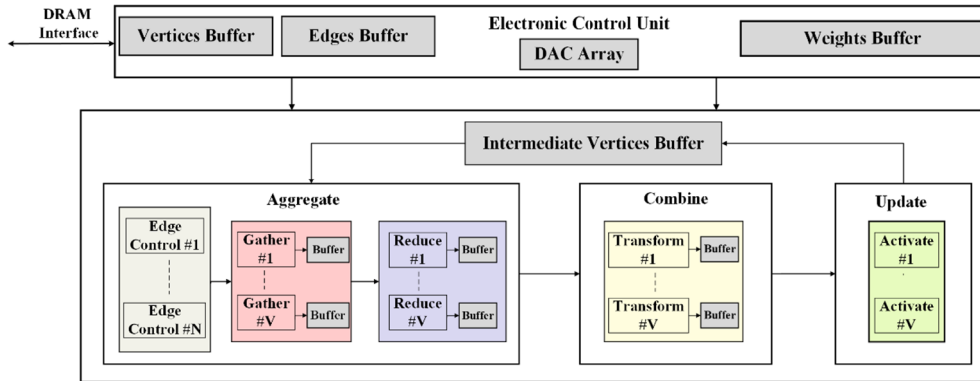 DRAM
Interface
Electronic Control Unit
Vertices Buffer
Edges Buffer
DAC Array
Weights Buffer
Intermediate Vertices Buffer
Aggregate
Edge
Control #1
Edge
Control #N
Gather
#1
Buffer
Gather
#V
Buffer
Reduce
#1
Buffer
Reduce
#V
Buffer
Combine
Transform
#1
Buffer
Transform
#V
Buffer
Update
Activate
#1
Activate
#V